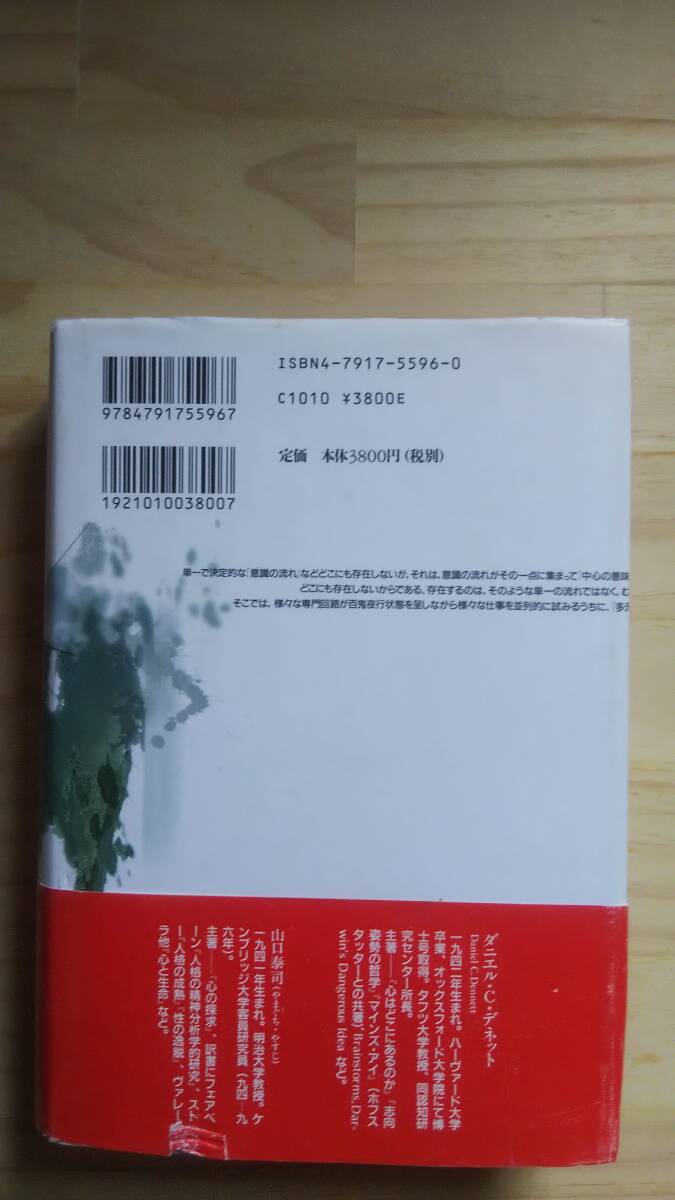 ISBN4-7917-5596-0
C1010 ¥3800E
9784791755967
定価 本体3800円(税別)
1921010038007
単一で決定的な「意識の流れ」などどこにも存在しないが、それは、意識の流れがその一点に集まって『中心の意味
どこにも存在しないからである。存在するのは、そのような単一の流れではなく、む
そこでは、様々な専門回路が百鬼夜行状態を呈しながら様々な仕事を並列的に試みるうちに、『多元
ダニエル・C・デネット
Daniel C. Dennett
一九四二年生まれ。ハーヴァード大学
卒業、オックスフォード大学院にて博
士号取得。タフツ大学教授、同認知研
究センター所長。
主著──『心はどこにあるのか』『志向
姿勢の哲学』『マインズ・アイ』(ホフス
タッターとの共著)、Brainstorms、Dar-
win's Dangerous Idea など。
山口泰司(やまぐち・やすじ)
一九四一年生まれ。明治大学教授、ケ
ンブリッジ大学客員研究員(九四–九
六年)。
主著──『心の探求』、訳書にフェアベ
ーン『人格の精神分析学的研究』、スト
ー『人格の成熟』『性の逸脱』、ヴァレー
ラ他『心と生命』など。